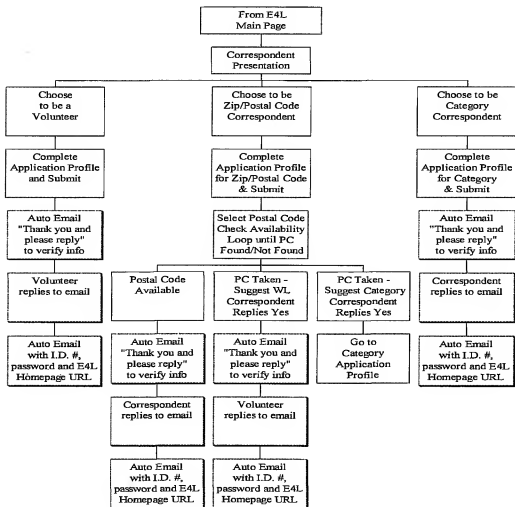 From E4L
Main Page
Correspondent
Presentation
Choose
to be a
Volunteer
Choose to be
Zip/Postal Code
Correspondent
Choose to be
Category
Correspondent
Complete
Application Profile
and Submit
Complete
Application Profile
for Zip/Postal Code
& Submit
Complete
Application Profile
for Category
& Submit
Auto Email
"Thank you and
please reply"
to verify info
Select Postal Code
Check Availability
Loop until PC
Found/Not Found
Auto Email
"Thank you and
please reply"
to verify info
Volunteer
replies to email
Postal Code
Available
PC Taken -
Suggest WL
Correspondent
Replies Yes
PC Taken -
Suggest Category
Correspondent
Replies Yes
Correspondent
replies to email
Auto Email
with I.D. #,
password and E4L
Homepage URL
Auto Email
"Thank you and
please reply"
to verify info
Auto Email
"Thank you and
please reply"
to verify info
Go to
Category
Application
Profile
Auto Email
with I.D. #,
password and E4L
Homepage URL
Correspondent
replies to email
Volunteer
replies to email
Auto Email
with I.D. #,
password and E4L
Homepage URL
Auto Email
with I.D. #,
password and E4L
Homepage URL